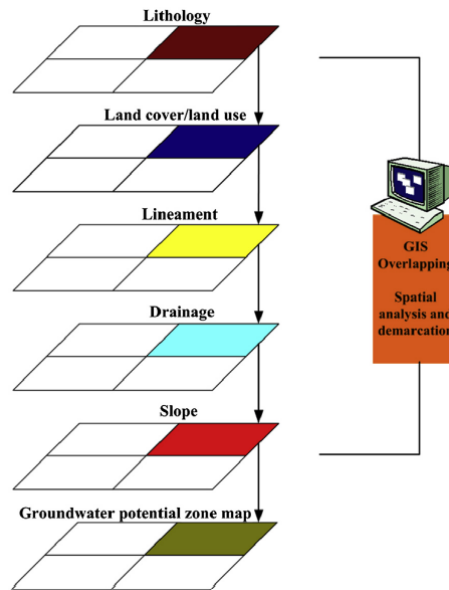 Lithology
Land cover/land use
Lineament
Drainage
Slope
Groundwater potential zone map
GIS
Overlapping
Spatial
analysis and
demarcation